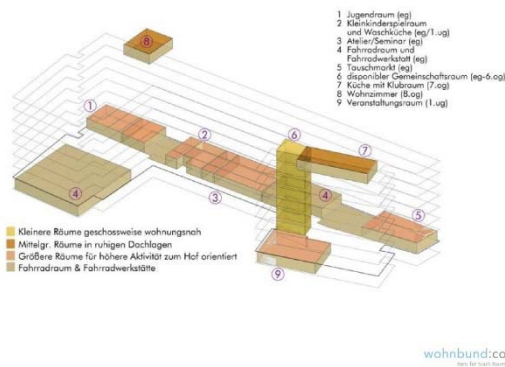 1 Jugendraum (eg)
2 Kleinkinderspielraum
und Waschküche (eg/1.ug)
3 Atelier/Seminar (eg)
4 Fahrradraum und
Fahrradwerkstatt (eg)
5 Tauschmarkt (eg)
6 disponibler Gemeinschaftsraum (eg-6.og)
7 Küche mit Klubraum (7.og)
8 Wohnzimmer (8.og)
9 Veranstaltungsraum (1.ug)
8
1
2
6
7
4
3
4
5
9
Kleinere Räume geschossweise wohnungsnah
Mittelgr. Räume in ruhigen Dachlagen
Größere Räume für höhere Aktivität zum Hof orientiert
Fahrradraum & Fahrradwerkstätte
wohnbund:co